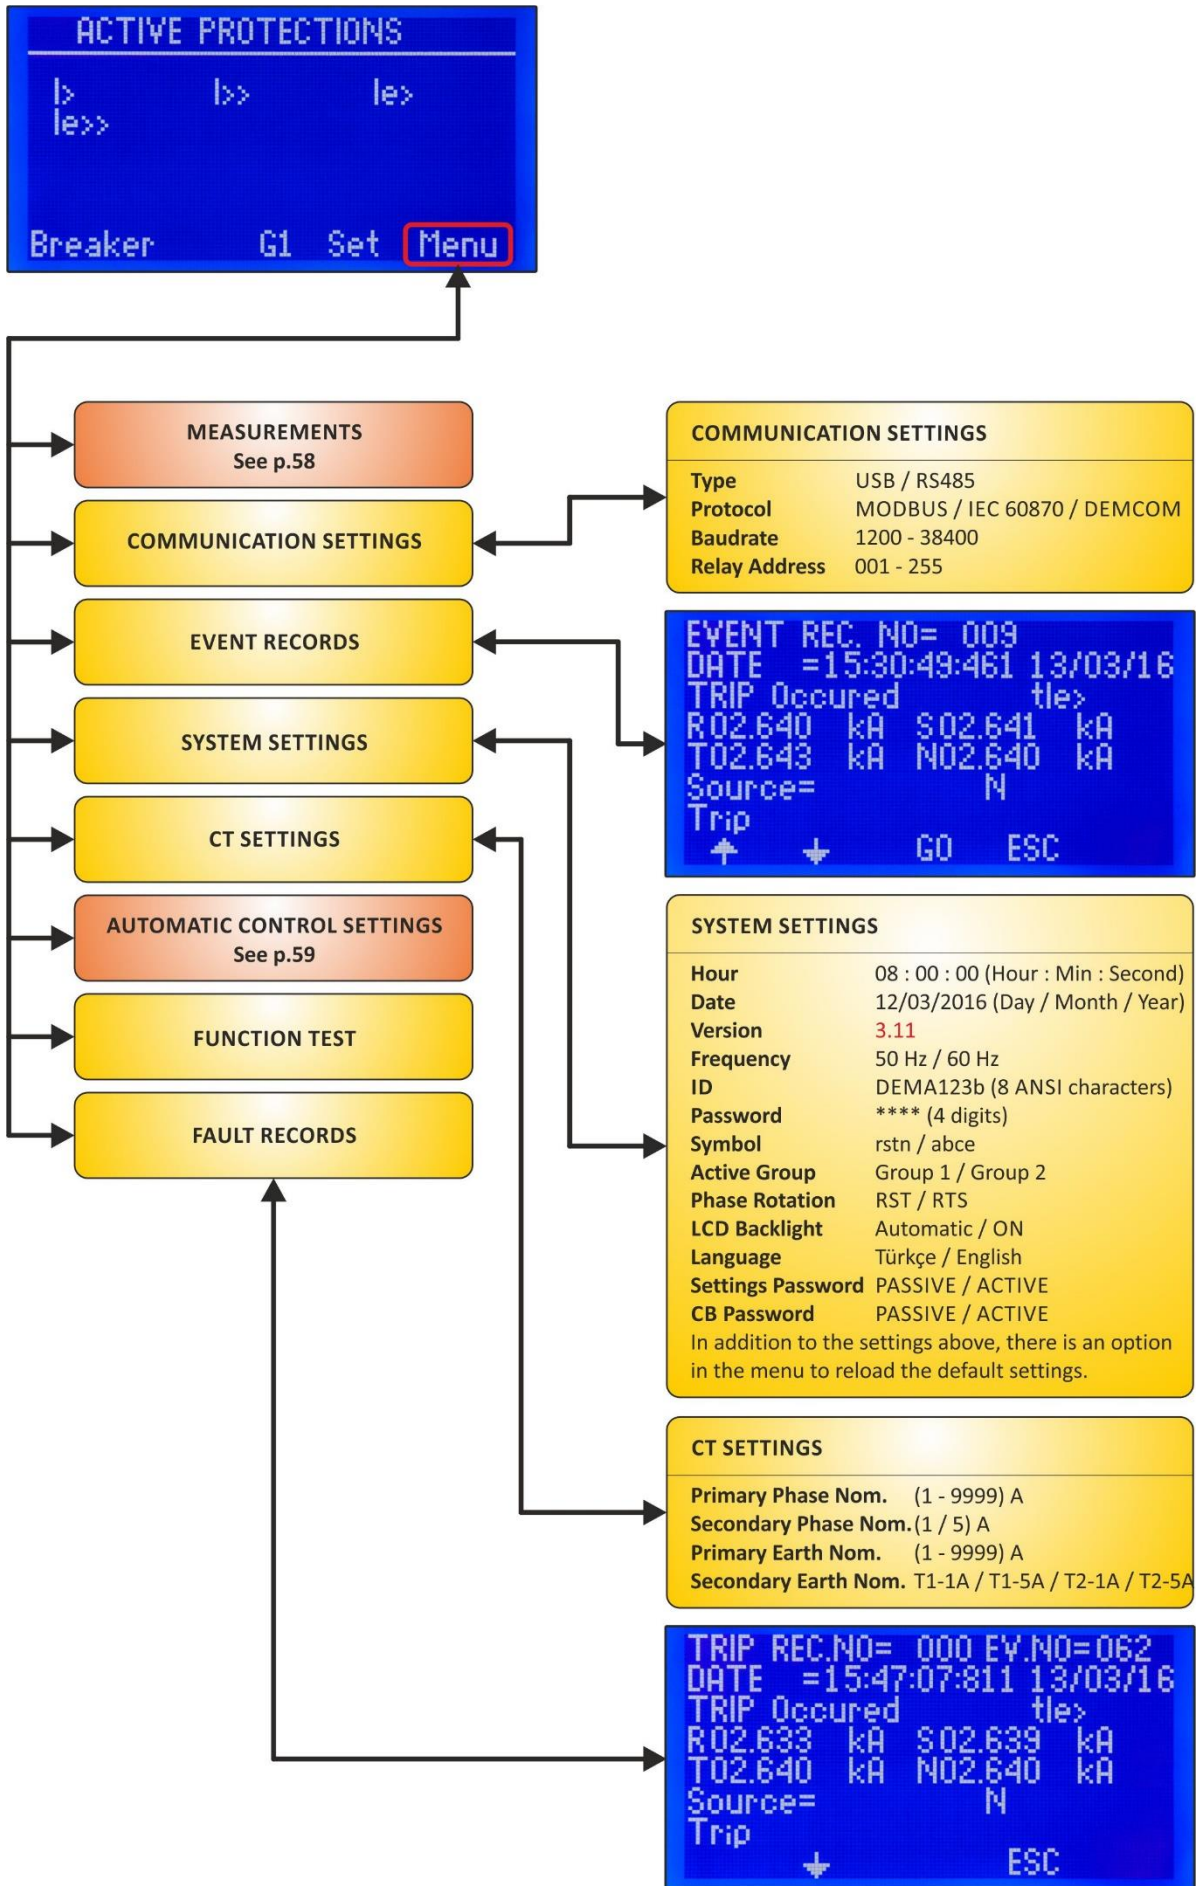 ACTIVE PROTECTIONS
I> I>> Ie>
Ie>>
Breaker G1 Set Menu
MEASUREMENTS
See p.58
COMMUNICATION SETTINGS
EVENT RECORDS
SYSTEM SETTINGS
CT SETTINGS
AUTOMATIC CONTROL SETTINGS
See p.59
FUNCTION TEST
FAULT RECORDS
COMMUNICATION SETTINGS
Type USB / RS485
Protocol MODBUS / IEC 60870 / DEMCOM
Baudrate 1200 - 38400
Relay Address 001 - 255
EVENT REC. NO= 009
DATE =15:30:49:461 13/03/16
TRIP Occured tIe>
R02.640 kA S02.641 kA
T02.643 kA N02.640 kA
Source= N
Trip
GO ESC
SYSTEM SETTINGS
Hour 08 : 00 : 00 (Hour : Min : Second)
Date 12/03/2016 (Day / Month / Year)
Version 3.11
Frequency 50 Hz / 60 Hz
ID DEMA123b (8 ANSI characters)
Password **** (4 digits)
Symbol rstn / abce
Active Group Group 1 / Group 2
Phase Rotation RST / RTS
LCD Backlight Automatic / ON
Language Türkçe / English
Settings Password PASSIVE / ACTIVE
CB Password PASSIVE / ACTIVE
In addition to the settings above, there is an option
in the menu to reload the default settings.
CT SETTINGS
Primary Phase Nom. (1 - 9999) A
Secondary Phase Nom. (1 / 5) A
Primary Earth Nom. (1 - 9999) A
Secondary Earth Nom. T1-1A / T1-5A / T2-1A / T2-5A
TRIP REC.NO= 000 EV.NO=062
DATE =15:47:07:811 13/03/16
TRIP Occured tIe>
R02.633 kA S02.639 kA
T02.640 kA N02.640 kA
Source= N
Trip
ESC